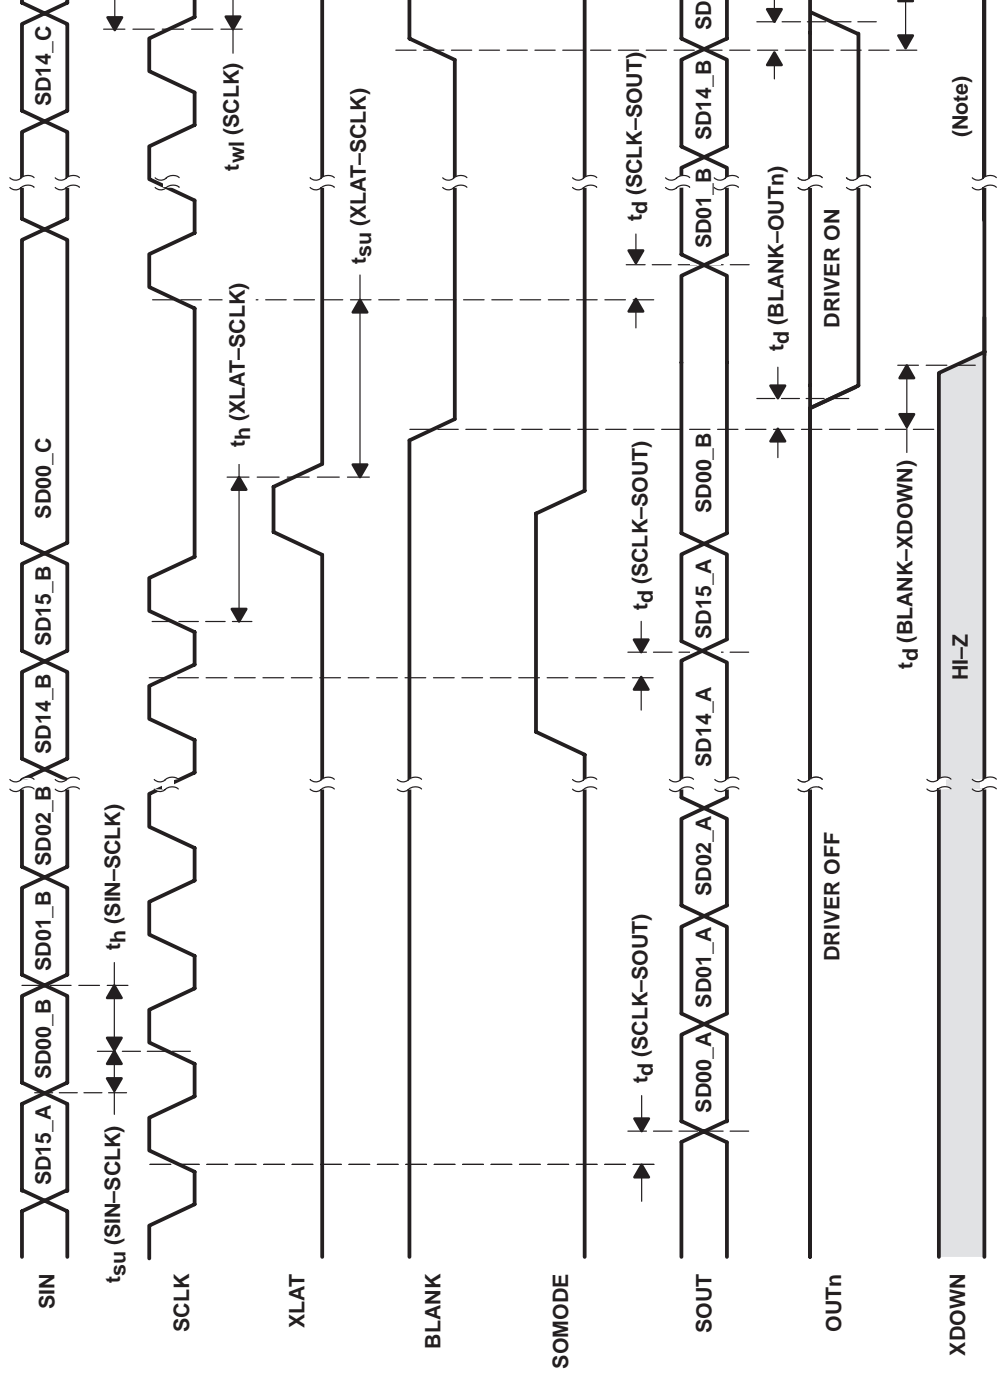 SIN
SD15_A
SD00_B
SD01_B
SD02_B
SD14_B
SD15_B
SD00_C
SD14_C
tsu (SIN–SCLK)
th (SIN–SCLK)
SCLK
twl (SCLK)
th (XLAT–SCLK)
XLAT
tsu (XLAT–SCLK)
BLANK
SOMODE
td (SCLK–SOUT)
td (SCLK–SOUT)
td (SCLK–SOUT)
SOUT
SD00_A
SD01_A
SD02_A
SD14_A
SD15_A
SD00_B
SD01_B
SD14_B
SD
td (BLANK–OUTn)
OUTn
DRIVER OFF
DRIVER ON
td (BLANK–XDOWN)
XDOWN
HI–Z
(Note)